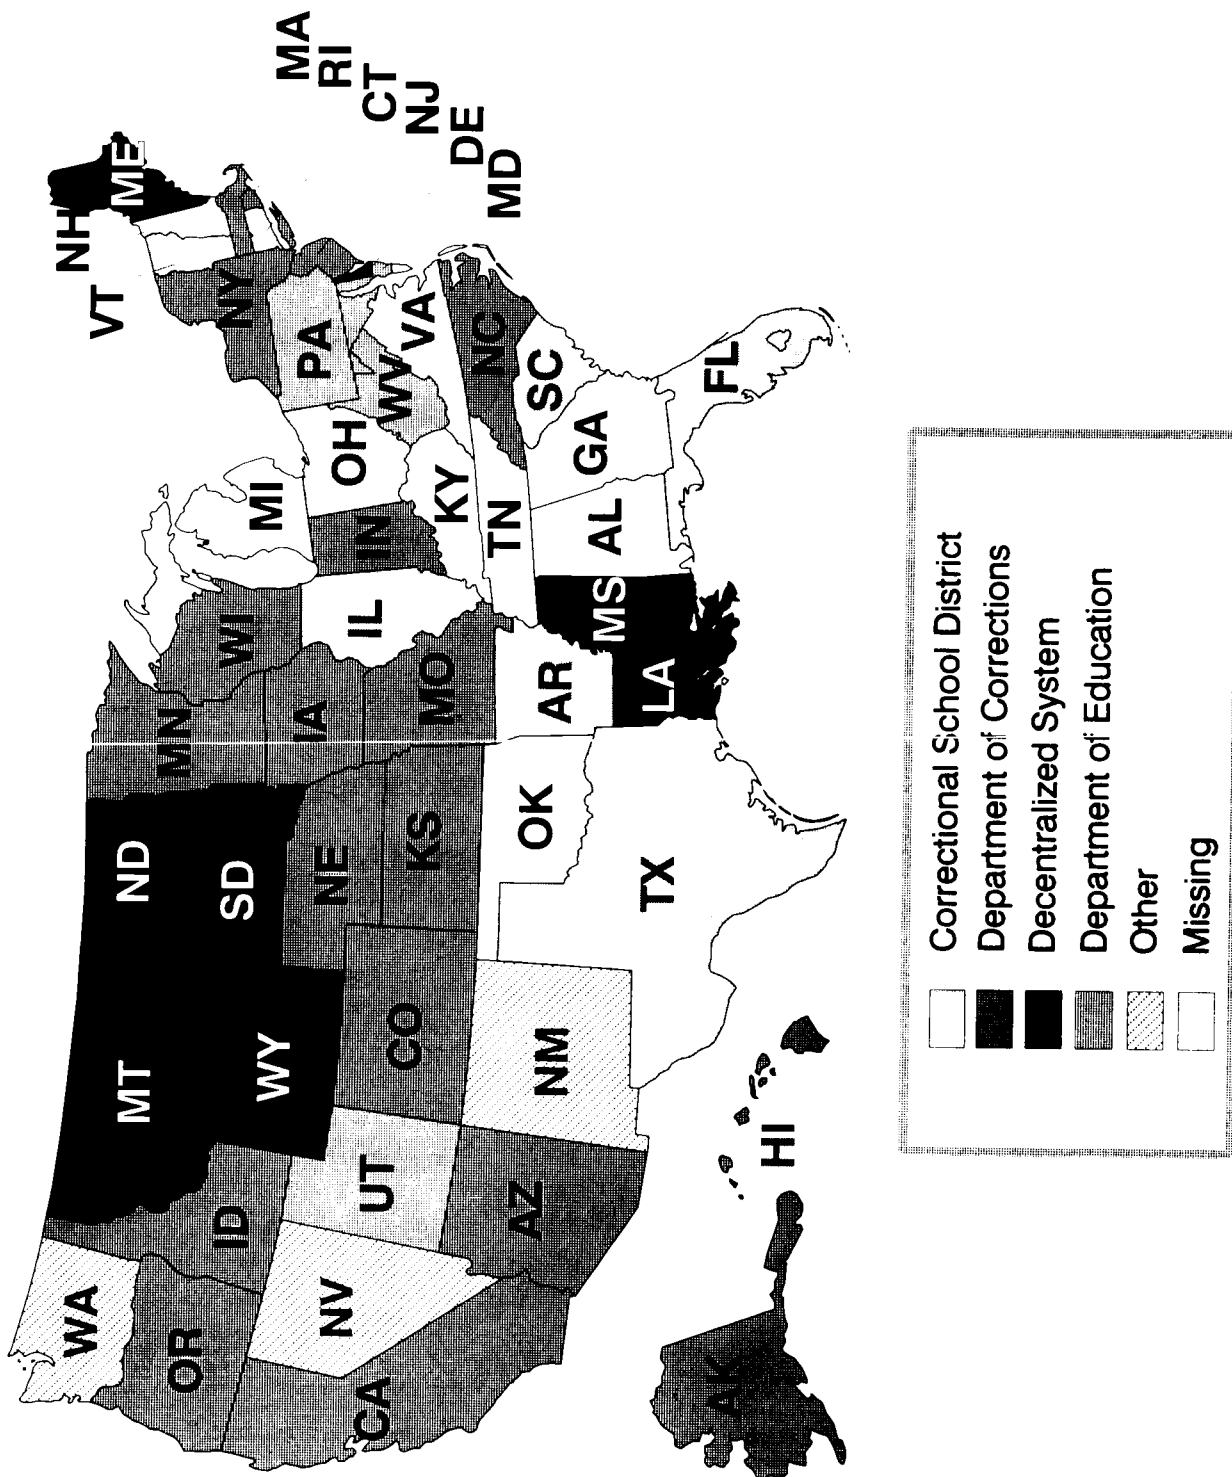 WA
OR
CA
NV
ID
MT
WY
UT
AZ
CO
NM
ND
SD
NE
KS
OK
TX
MN
IA
MO
AR
LA
WI
IL
MS
MI
IN
OH
KY
TN
AL
GA
FL
SC
NC
VA
WV
PA
NY
VT
NH
ME
MA
RI
CT
NJ
DE
MD
AK
HI
Correctional School District
Department of Corrections
Decentralized System
Department of Education
Other
Missing